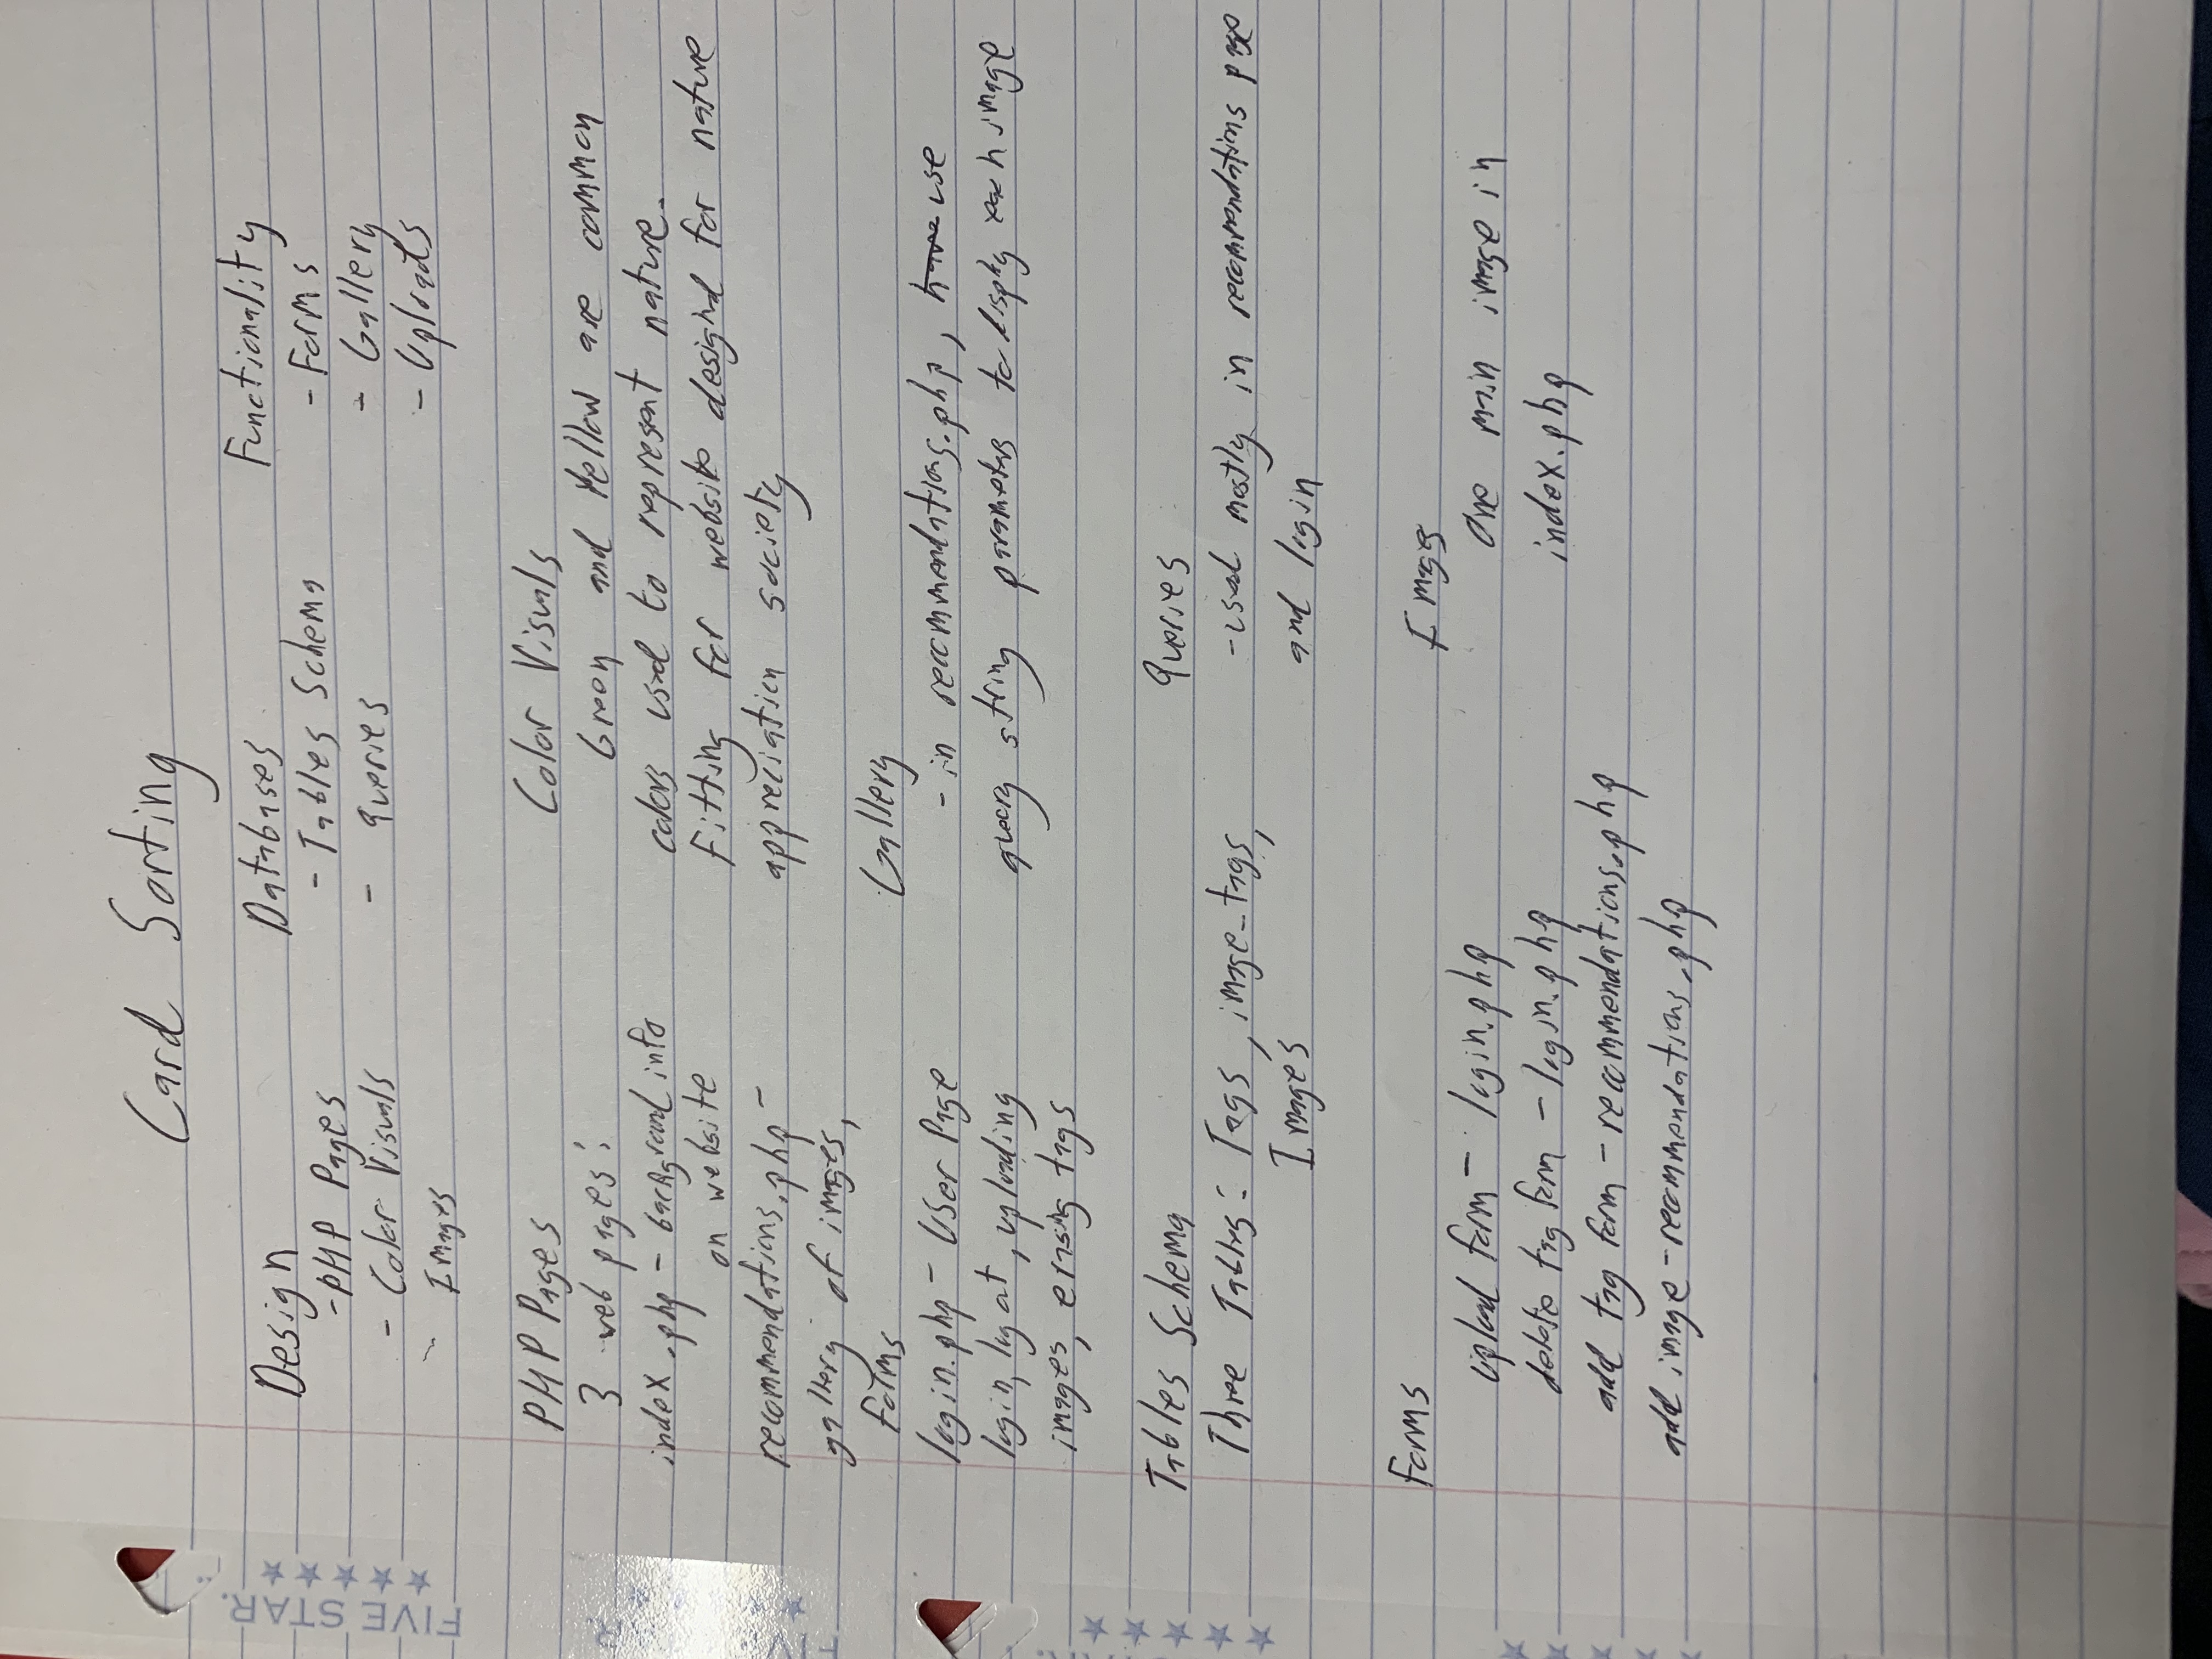 Card Sorting
Design
-PHP Pages
- Color Visuals
- Images
Databases
- Tables Schema
- queries
Functionality
- Forms
- Gallery
- Uploads
PHP Pages
3 web pages:
index.php - background info
on website
recommendations.php -
gallery of images,
forms
login.php - User Page
login, log out, uploading
images, erasing tags
Color Visuals
Green and Yellow are common
colors used to represent nature.
Fitting for website designed for nature
appreciation society
Gallery
- in recommendations.php, have use
query string parameters to display each image
Tables Schema
Three Tables: Tags, image_tags,
Images
Queries
-used mostly in recommendations page
and login
Forms
upload form - login.php
delete tag form - login.php
add tag form - recommendations.php
add image - recommendations.php
Images
One main image in
index.php
FIVE STAR.